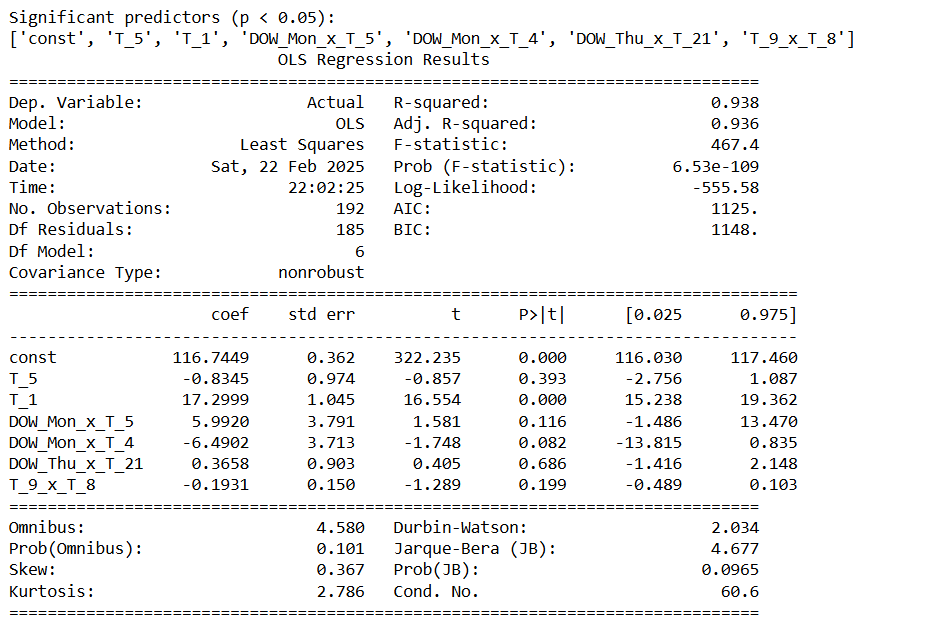 Significant predictors (p < 0.05):
['const', 'T_5', 'T_1', 'DOW_Mon_x_T_5', 'DOW_Mon_x_T_4', 'DOW_Thu_x_T_21', 'T_9_x_T_8']
                            OLS Regression Results
==============================================================================
Dep. Variable:                 Actual   R-squared:                       0.938
Model:                            OLS   Adj. R-squared:                  0.936
Method:                 Least Squares   F-statistic:                     467.4
Date:                Sat, 22 Feb 2025   Prob (F-statistic):          6.53e-109
Time:                        22:02:25   Log-Likelihood:                -555.58
No. Observations:                 192   AIC:                             1125.
Df Residuals:                     185   BIC:                             1148.
Df Model:                           6
Covariance Type:            nonrobust
==================================================================================
                     coef    std err          t      P>|t|      [0.025      0.975]
----------------------------------------------------------------------------------
const            116.7449      0.362    322.235      0.000     116.030     117.460
T_5               -0.8345      0.974     -0.857      0.393      -2.756       1.087
T_1               17.2999      1.045     16.554      0.000      15.238      19.362
DOW_Mon_x_T_5      5.9920      3.791      1.581      0.116      -1.486      13.470
DOW_Mon_x_T_4     -6.4902      3.713     -1.748      0.082     -13.815       0.835
DOW_Thu_x_T_21     0.3658      0.903      0.405      0.686      -1.416       2.148
T_9_x_T_8         -0.1931      0.150     -1.289      0.199      -0.489       0.103
==============================================================================
Omnibus:                        4.580   Durbin-Watson:                   2.034
Prob(Omnibus):                  0.101   Jarque-Bera (JB):                4.677
Skew:                           0.367   Prob(JB):                       0.0965
Kurtosis:                       2.786   Cond. No.                         60.6
==============================================================================